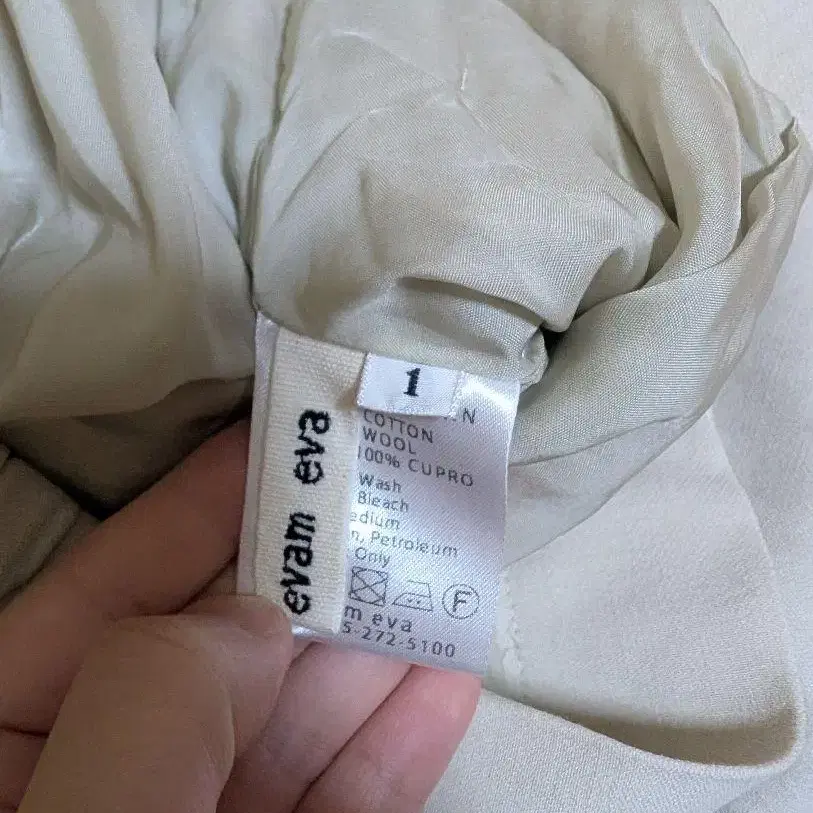 evam eva
1
N
COTTON
WOOL
100% CUPRO
Wash
Bleach
edium
n, Petroleum
Only
F
m eva
5-272-5100